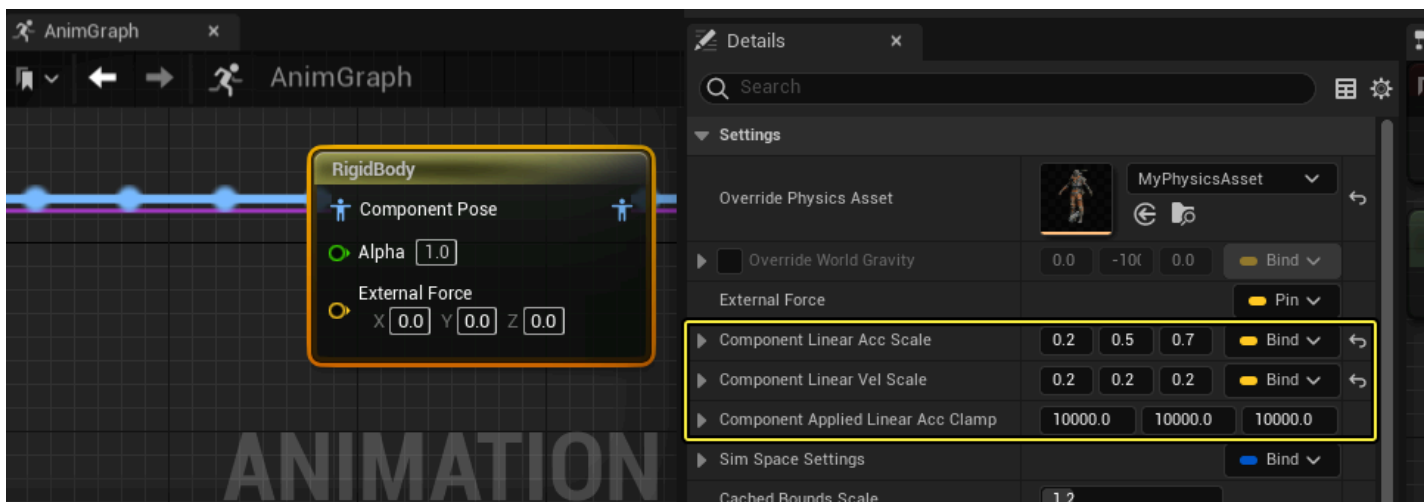 AnimGraph
AnimGraph
RigidBody
Component Pose
Alpha 1.0
External Force
X 0.0 Y 0.0 Z 0.0
ANIMATION
Details
Search
Settings
Override Physics Asset
MyPhysicsAsset
Override World Gravity 0.0 -10( 0.0 Bind
External Force Pin
Component Linear Acc Scale 0.2 0.5 0.7 Bind
Component Linear Vel Scale 0.2 0.2 0.2 Bind
Component Applied Linear Acc Clamp 10000.0 10000.0 10000.0
Sim Space Settings Bind
Cached Bounds Scale 1.2